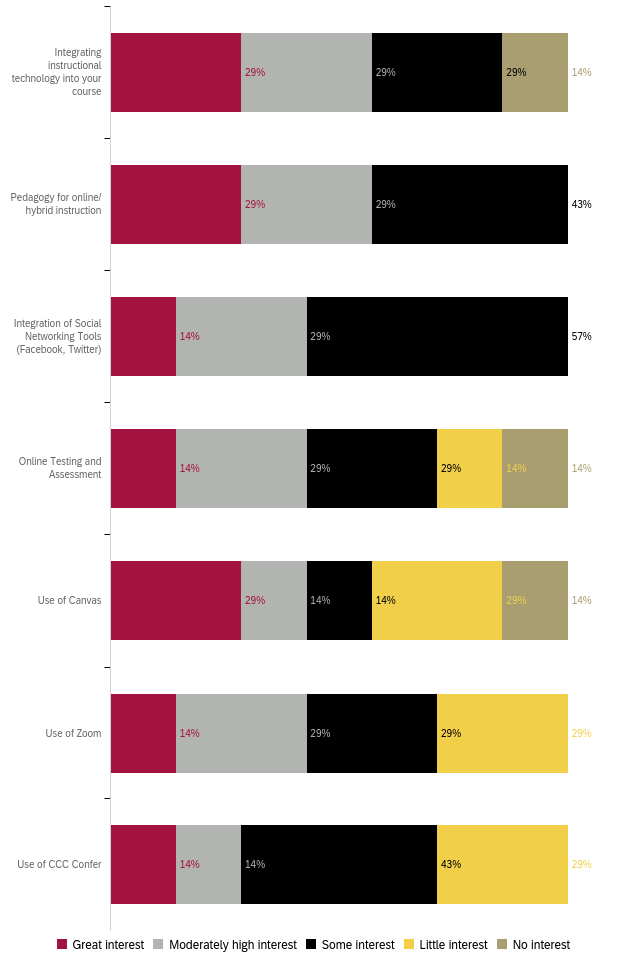 Integrating
instructional
technology into your
course
29% 29% 29% 14%
Pedagogy for online/
hybrid instruction
29% 29% 43%
Integration of Social
Networking Tools
(Facebook, Twitter)
14% 29% 57%
Online Testing and
Assessment
14% 29% 29% 14% 14%
Use of Canvas
29% 14% 14% 29% 14%
Use of Zoom
14% 29% 29% 29%
Use of CCC Confer
14% 14% 43% 29%
Great interest Moderately high interest Some interest Little interest No interest